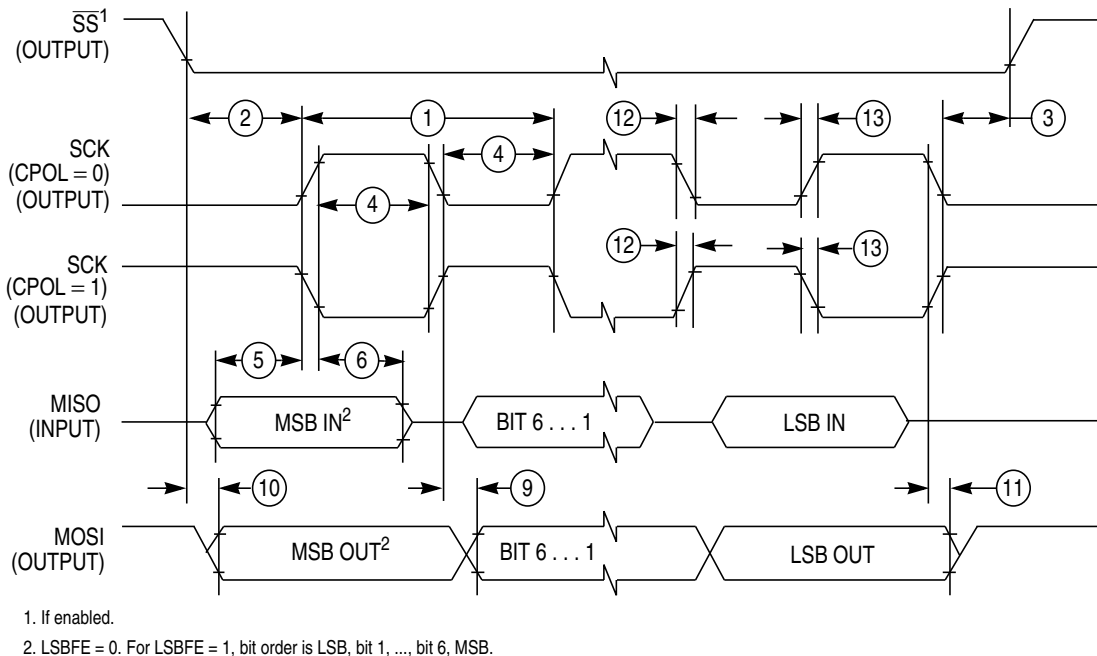 SS¹
(OUTPUT)
2
1
12
13
3
SCK
(CPOL = 0)
(OUTPUT)
4
4
12
13
SCK
(CPOL = 1)
(OUTPUT)
5
6
MISO
(INPUT)
MSB IN²
BIT 6 . . . 1
LSB IN
10
9
11
MOSI
(OUTPUT)
MSB OUT²
BIT 6 . . . 1
LSB OUT
1. If enabled.
2. LSBFE = 0. For LSBFE = 1, bit order is LSB, bit 1, ..., bit 6, MSB.